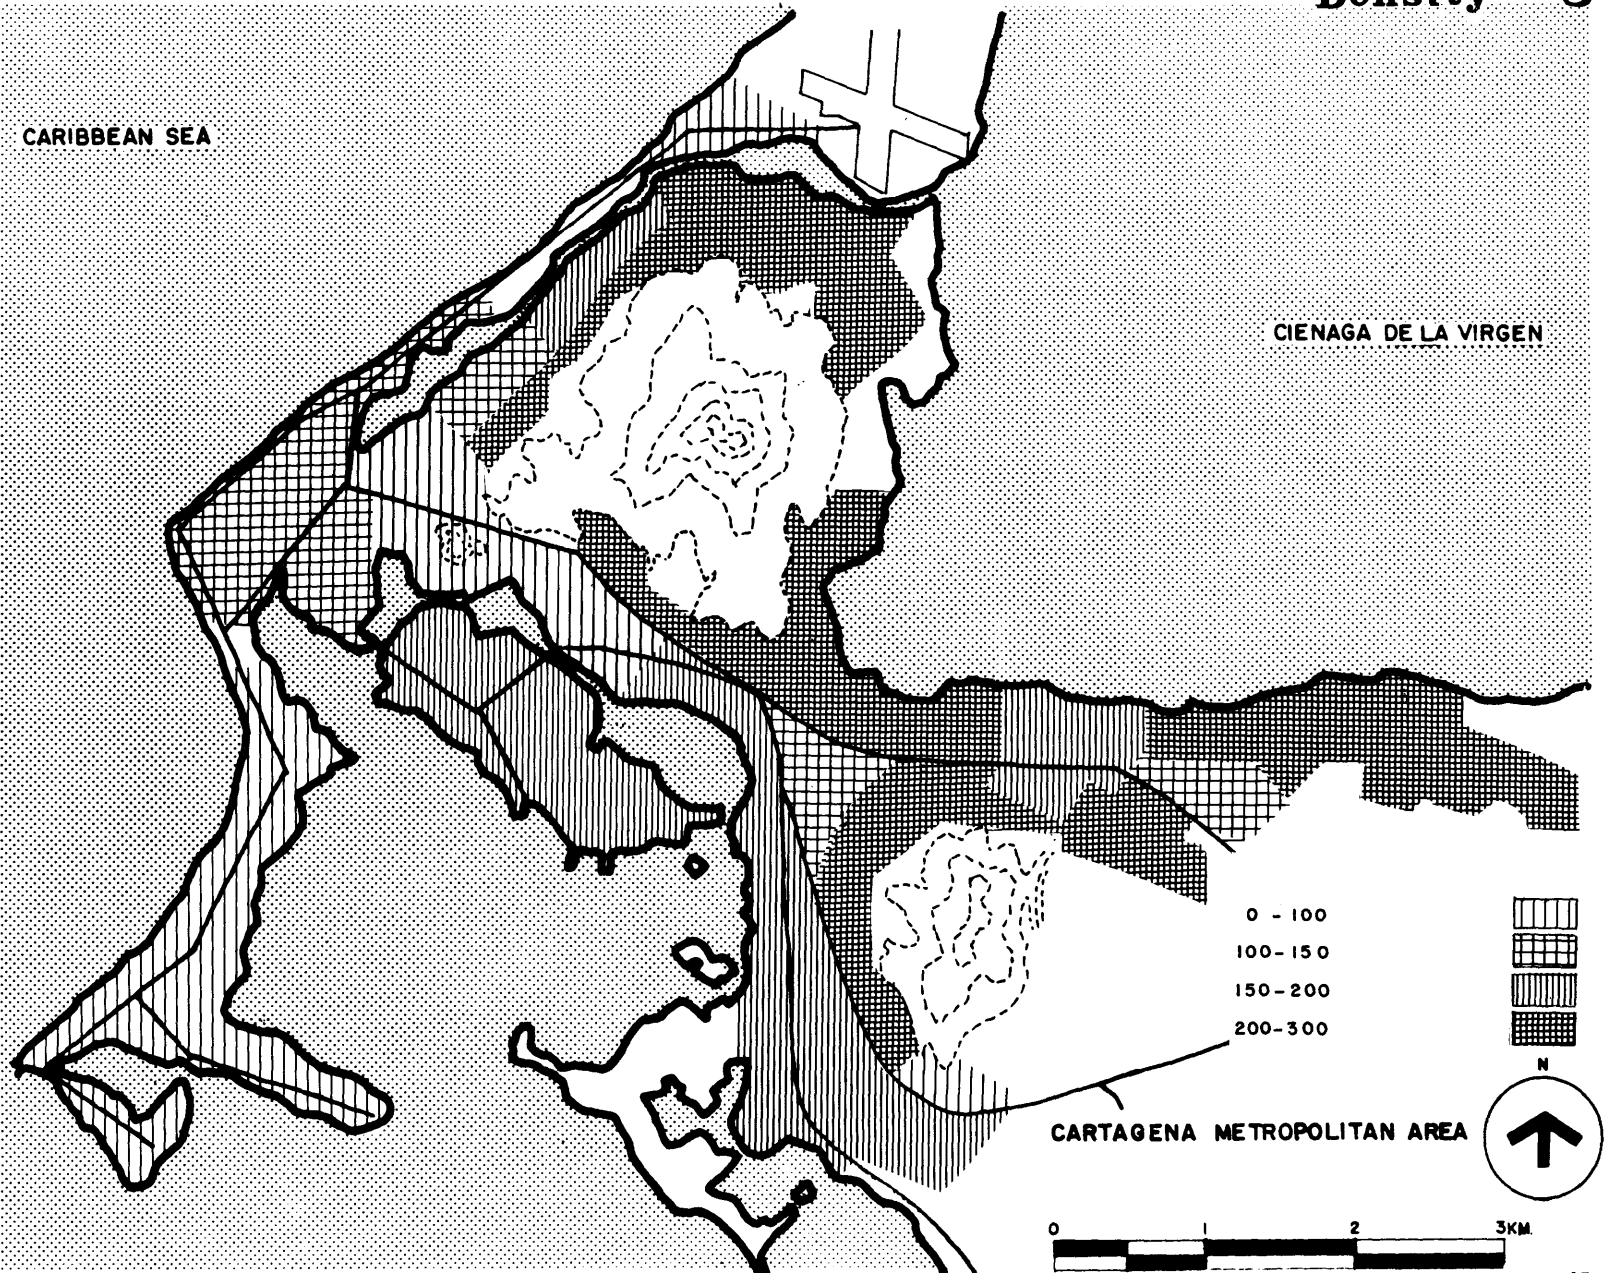 Density
CARIBBEAN SEA
CIENAGA DE LA VIRGEN
0 - 100
100-150
150-200
200-300
N
CARTAGENA METROPOLITAN AREA
0 1 2 3KM.